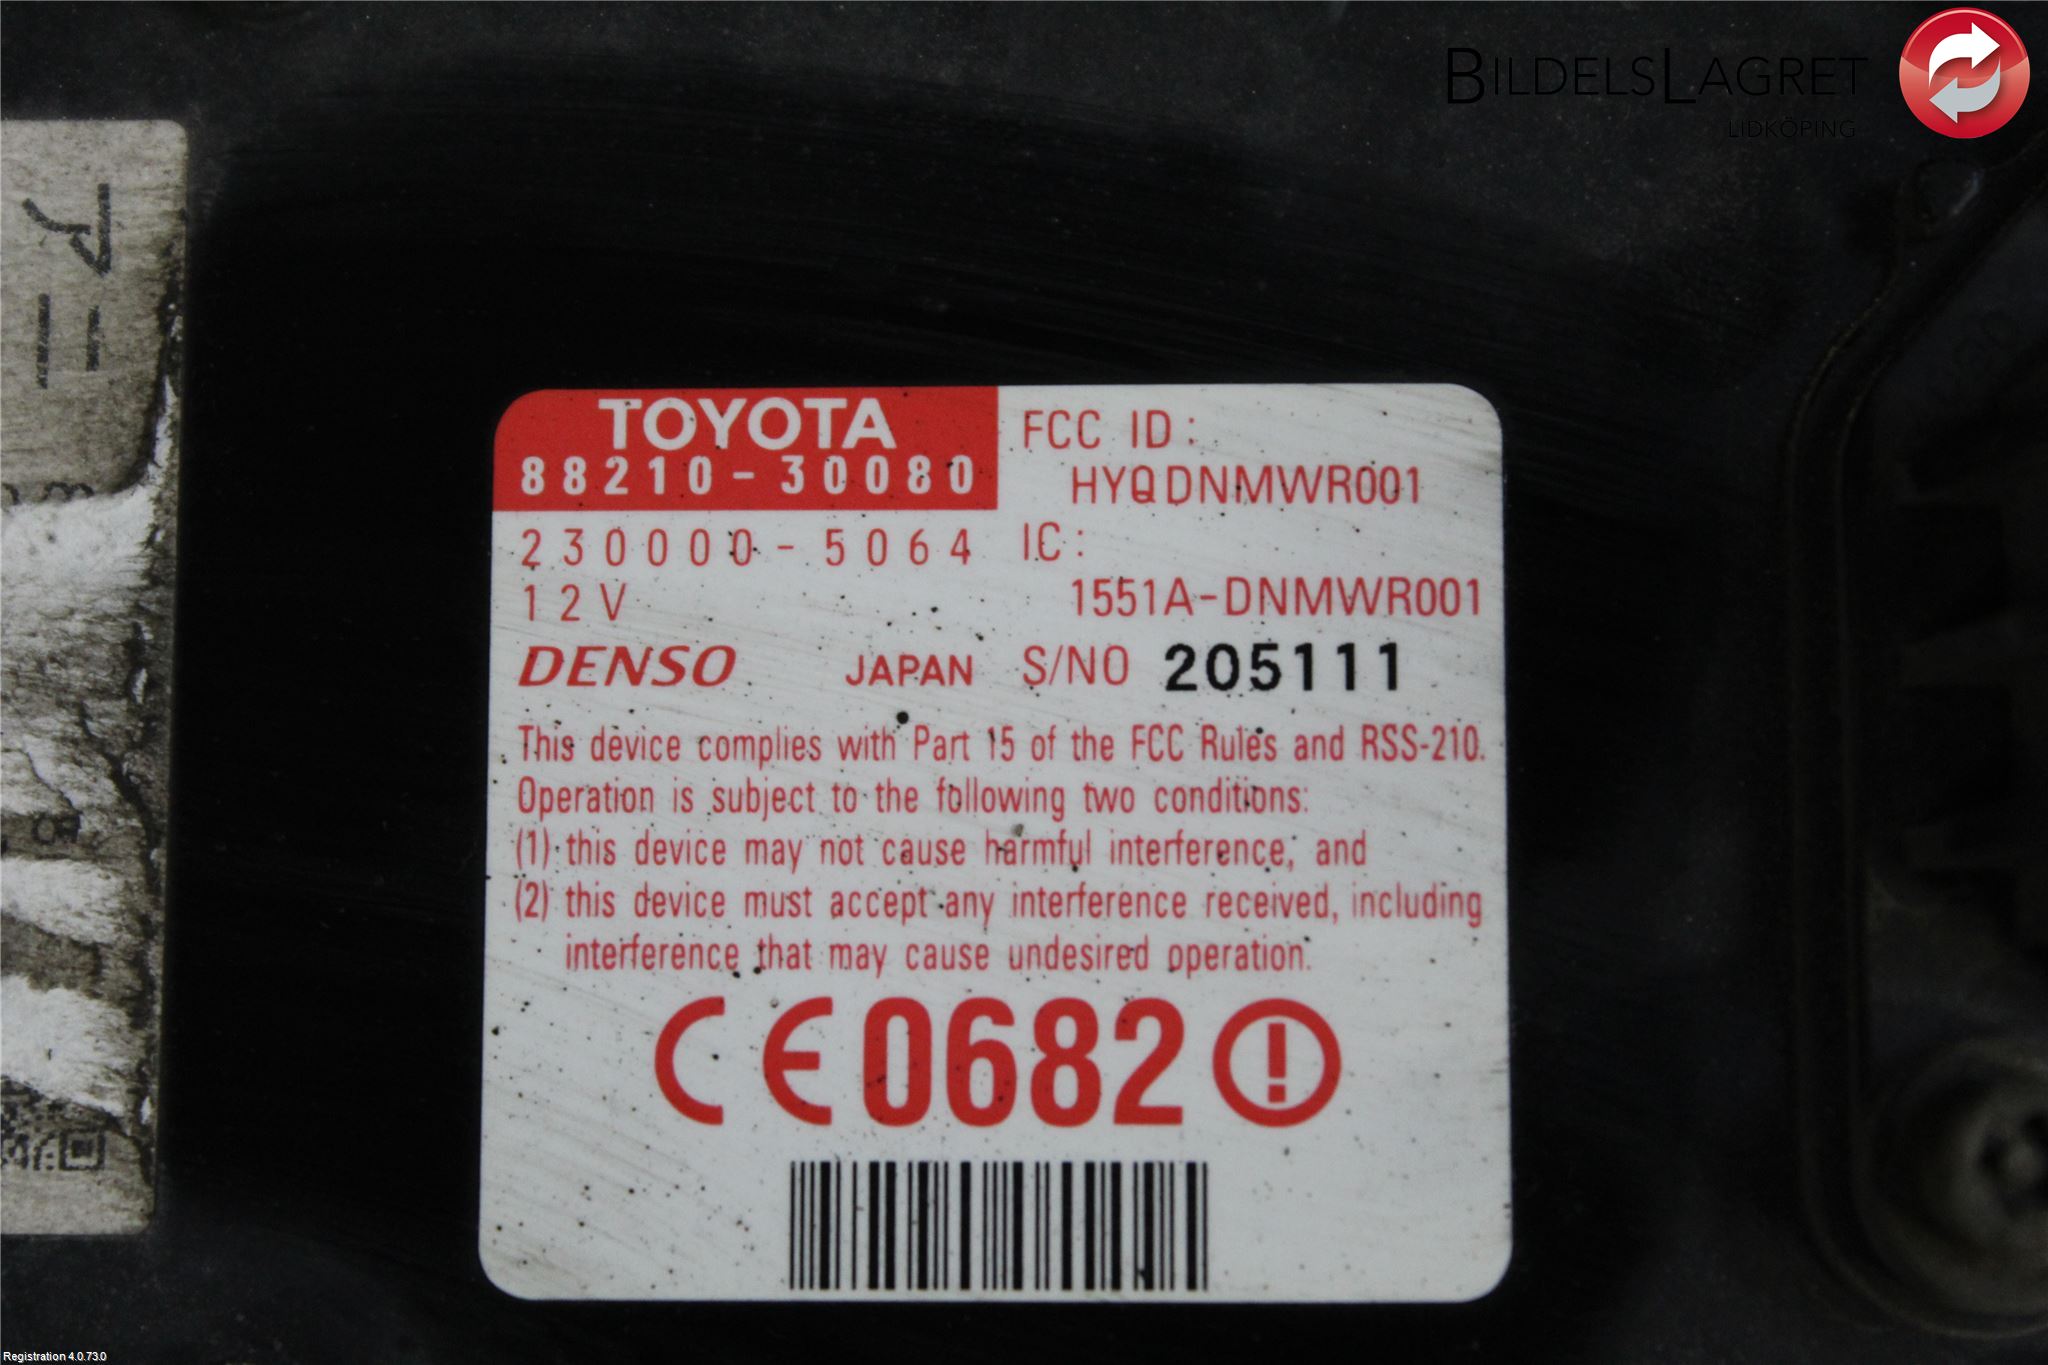 BILDELSLAGRET
LIDKÖPING
TOYOTA
88210-30080
230000-5064
12V
DENSO JAPAN
FCC ID:
HYQDNMWR001
IC:
1551A-DNMWR001
S/NO 205111
This device complies with Part 15 of the FCC Rules and RSS-210.
Operation is subject to the following two conditions:
(1) this device may not cause harmful interference, and
(2) this device must accept any interference received, including
interference that may cause undesired operation.
CE0682
Registration 4.0.73.0